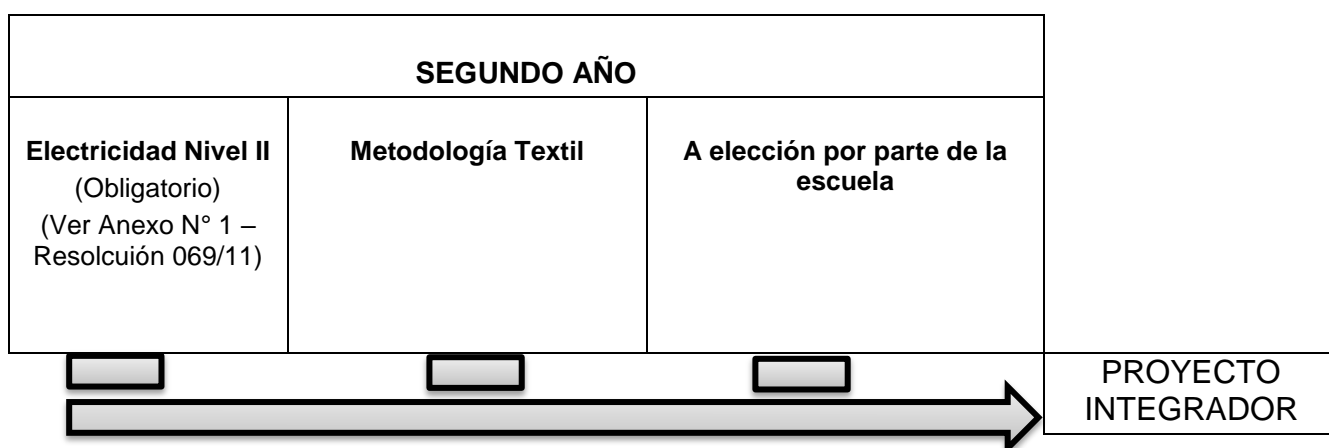 SEGUNDO AÑO
Electricidad Nivel II
(Obligatorio)
(Ver Anexo N° 1 –
Resolcuión 069/11)
Metodología Textil
A elección por parte de la
escuela
PROYECTO
INTEGRADOR